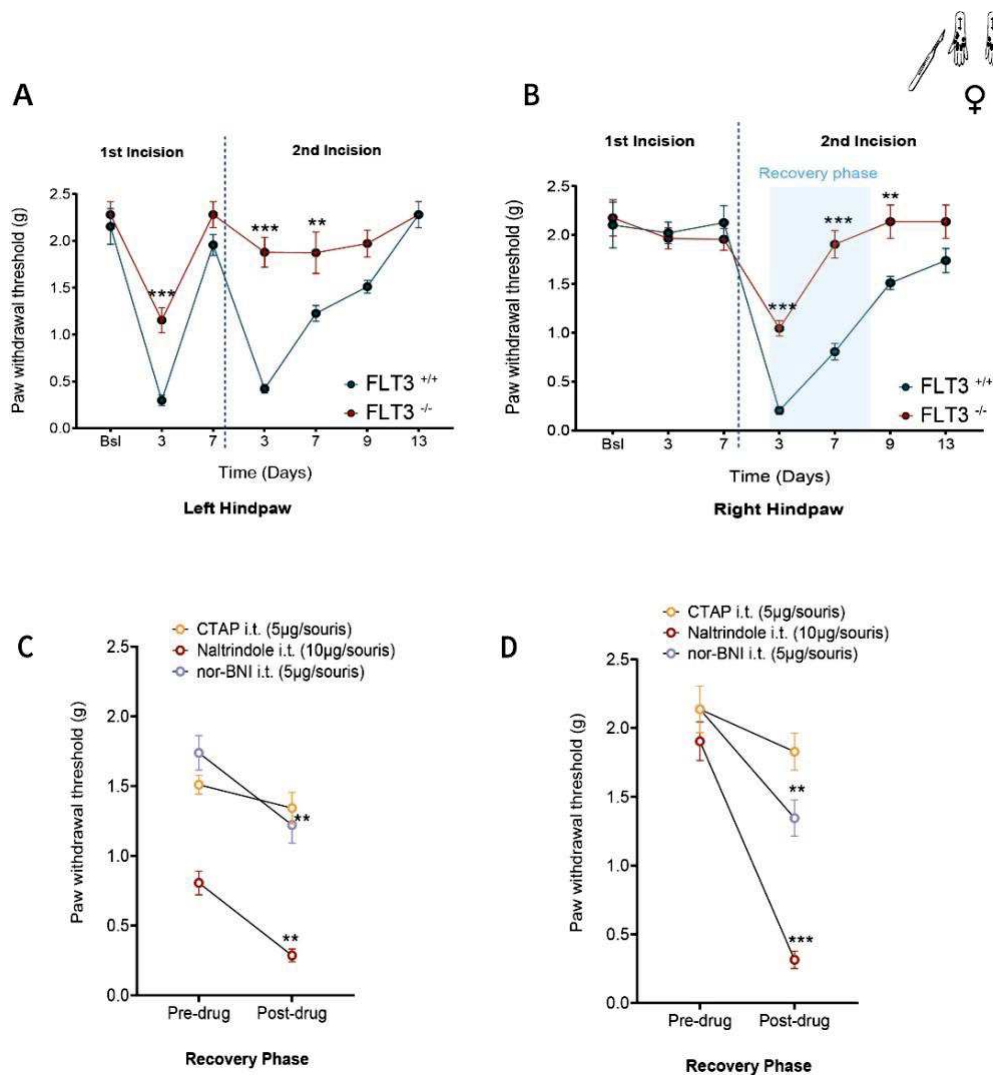 A
1st Incision
2nd Incision
***
***
**
2.5
2.0
1.5
1.0
0.5
0.0
Paw withdrawal threshold (g)
FLT3 +/+
FLT3 -/-
Bsl 3 7 3 7 9 13
Time (Days)
Left Hindpaw
B
♀
1st Incision
2nd Incision
Recovery phase
***
***
**
2.5
2.0
1.5
1.0
0.5
0.0
Paw withdrawal threshold (g)
FLT3 +/+
FLT3 -/-
Bsl 3 7 3 7 9 13
Time (Days)
Right Hindpaw
C
CTAP i.t. (5µg/souris)
Naltrindole i.t. (10µg/souris)
nor-BNI i.t. (5µg/souris)
2.5
2.0
1.5
1.0
0.5
0.0
Paw withdrawal threshold (g)
**
**
Pre-drug Post-drug
Recovery Phase
D
CTAP i.t. (5µg/souris)
Naltrindole i.t. (10µg/souris)
nor-BNI i.t. (5µg/souris)
2.5
2.0
1.5
1.0
0.5
0.0
Paw withdrawal threshold (g)
**
***
Pre-drug Post-drug
Recovery Phase